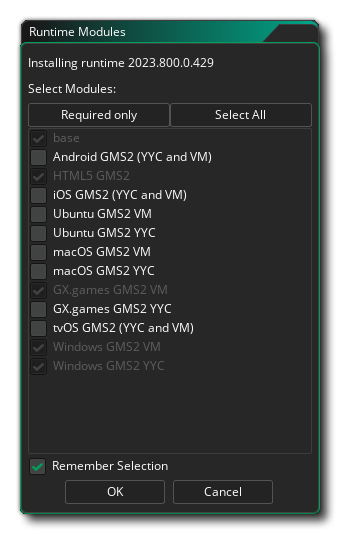 Runtime Modules
Installing runtime 2023.800.0.429
Select Modules:
Required only Select All
base
Android GMS2 (YYC and VM)
HTML5 GMS2
iOS GMS2 (YYC and VM)
Ubuntu GMS2 VM
Ubuntu GMS2 YYC
macOS GMS2 VM
macOS GMS2 YYC
GX.games GMS2 VM
GX.games GMS2 YYC
tvOS GMS2 (YYC and VM)
Windows GMS2 VM
Windows GMS2 YYC
Remember Selection
OK Cancel